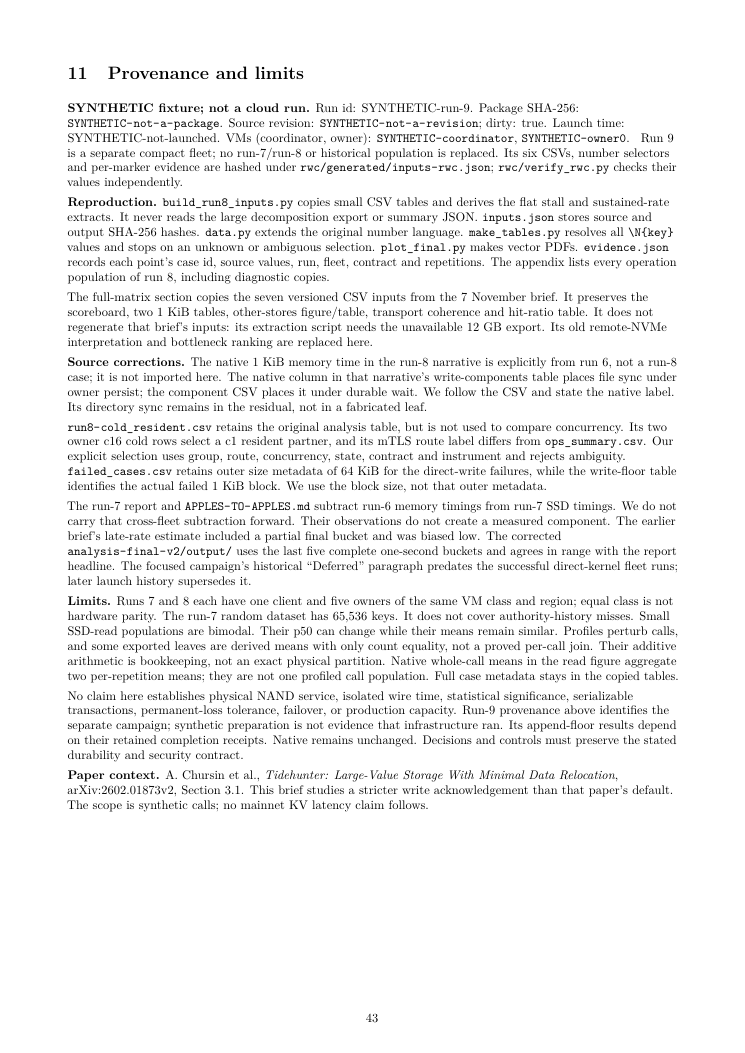 11 Provenance and limits
SYNTHETIC fixture; not a cloud run. Run id: SYNTHETIC-run-9. Package SHA-256:
SYNTHETIC-not-a-package. Source revision: SYNTHETIC-not-a-revision; dirty: true. Launch time:
SYNTHETIC-not-launched. VMs (coordinator, owner): SYNTHETIC-coordinator, SYNTHETIC-owner0. Run 9
is a separate compact fleet; no run-7/run-8 or historical population is replaced. Its six CSVs, number selectors
and per-marker evidence are hashed under rwc/generated/inputs-rwc.json; rwc/verify_rwc.py checks their
values independently.
Reproduction. build_run8_inputs.py copies small CSV tables and derives the flat stall and sustained-rate
extracts. It never reads the large decomposition export or summary JSON. inputs.json stores source and
output SHA-256 hashes. data.py extends the original number language. make_tables.py resolves all \N{key}
values and stops on an unknown or ambiguous selection. plot_final.py makes vector PDFs. evidence.json
records each point's case id, source values, run, fleet, contract and repetitions. The appendix lists every operation
population of run 8, including diagnostic copies.
The full-matrix section copies the seven versioned CSV inputs from the 7 November brief. It preserves the
scoreboard, two 1 KiB tables, other-stores figure/table, transport coherence and hit-ratio table. It does not
regenerate that brief's inputs: its extraction script needs the unavailable 12 GB export. Its old remote-NVMe
interpretation and bottleneck ranking are replaced here.
Source corrections. The native 1 KiB memory time in the run-8 narrative is explicitly from run 6, not a run-8
case; it is not imported here. The native column in that narrative's write-components table places file sync under
owner persist; the component CSV places it under durable wait. We follow the CSV and state the native label.
Its directory sync remains in the residual, not in a fabricated leaf.
run8-cold_resident.csv retains the original analysis table, but is not used to compare concurrency. Its two
owner c16 cold rows select a c1 resident partner, and its mTLS route label differs from ops_summary.csv. Our
explicit selection uses group, route, concurrency, state, contract and instrument and rejects ambiguity.
failed_cases.csv retains outer size metadata of 64 KiB for the direct-write failures, while the write-floor table
identifies the actual failed 1 KiB block. We use the block size, not that outer metadata.
The run-7 report and APPLES-TO-APPLES.md subtract run-6 memory timings from run-7 SSD timings. We do not
carry that cross-fleet subtraction forward. Their observations do not create a measured component. The earlier
brief's late-rate estimate included a partial final bucket and was biased low. The corrected
analysis-final-v2/output/ uses the last five complete one-second buckets and agrees in range with the report
headline. The focused campaign's historical “Deferred” paragraph predates the successful direct-kernel fleet runs;
later launch history supersedes it.
Limits. Runs 7 and 8 each have one client and five owners of the same VM class and region; equal class is not
hardware parity. The run-7 random dataset has 65,536 keys. It does not cover authority-history misses. Small
SSD-read populations are bimodal. Their p50 can change while their means remain similar. Profiles perturb calls,
and some exported leaves are derived means with only count equality, not a proved per-call join. Their additive
arithmetic is bookkeeping, not an exact physical partition. Native whole-call means in the read figure aggregate
two per-repetition means; they are not one profiled call population. Full case metadata stays in the copied tables.
No claim here establishes physical NAND service, isolated wire time, statistical significance, serializable
transactions, permanent-loss tolerance, failover, or production capacity. Run-9 provenance above identifies the
separate campaign; synthetic preparation is not evidence that infrastructure ran. Its append-floor results depend
on their retained completion receipts. Native remains unchanged. Decisions and controls must preserve the stated
durability and security contract.
Paper context. A. Chursin et al., Tidehunter: Large-Value Storage With Minimal Data Relocation,
arXiv:2602.01873v2, Section 3.1. This brief studies a stricter write acknowledgement than that paper's default.
The scope is synthetic calls; no mainnet KV latency claim follows.
43